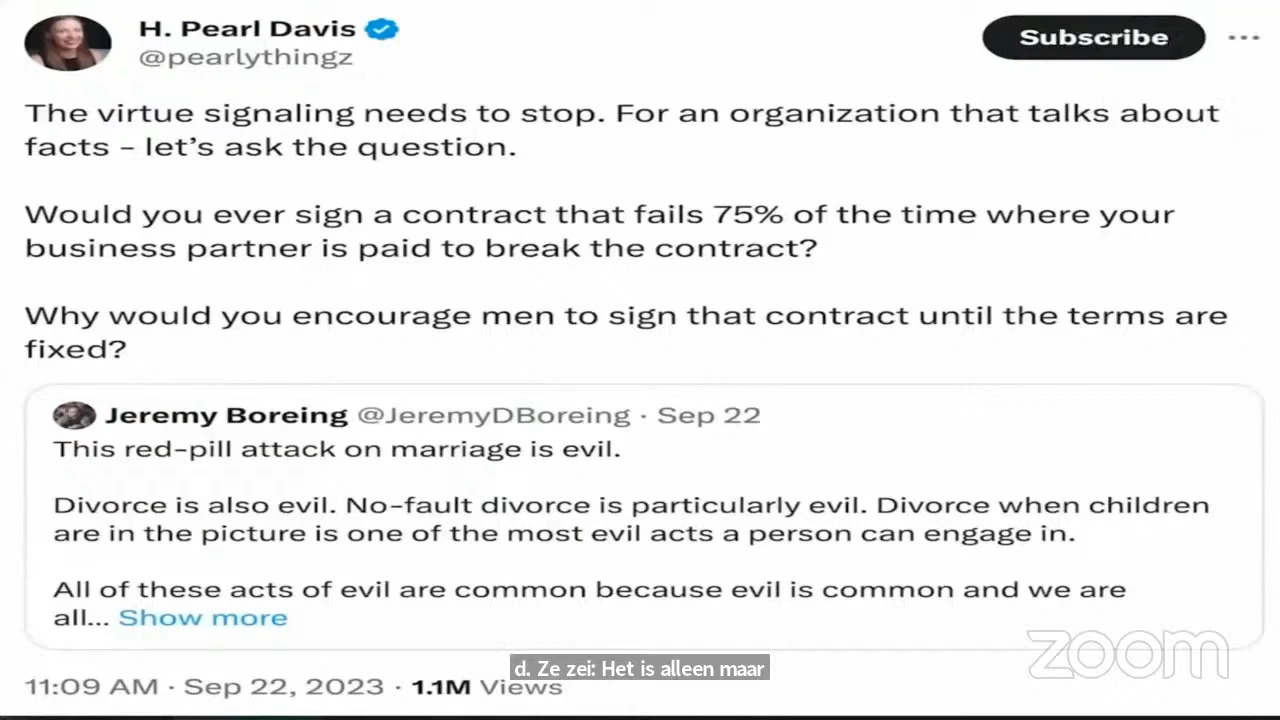 H. Pearl Davis
Subscribe
@pearlythingz
The virtue signaling needs to stop. For an organization that talks about
facts – let’s ask the question.
Would you ever sign a contract that fails 75% of the time where your
business partner is paid to break the contract?
Why would you encourage men to sign that contract until the terms are
fixed?
Jeremy Boreing @JeremyDBoreing · Sep 22
This red-pill attack on marriage is evil.
Divorce is also evil. No-fault divorce is particularly evil. Divorce when children
are in the picture is one of the most evil acts a person can engage in.
All of these acts of evil are common because evil is common and we are
all... Show more
zoom
d. Ze zei: Het is alleen maar
11:09 AM · Sep 22, 2023 · 1.1M Views